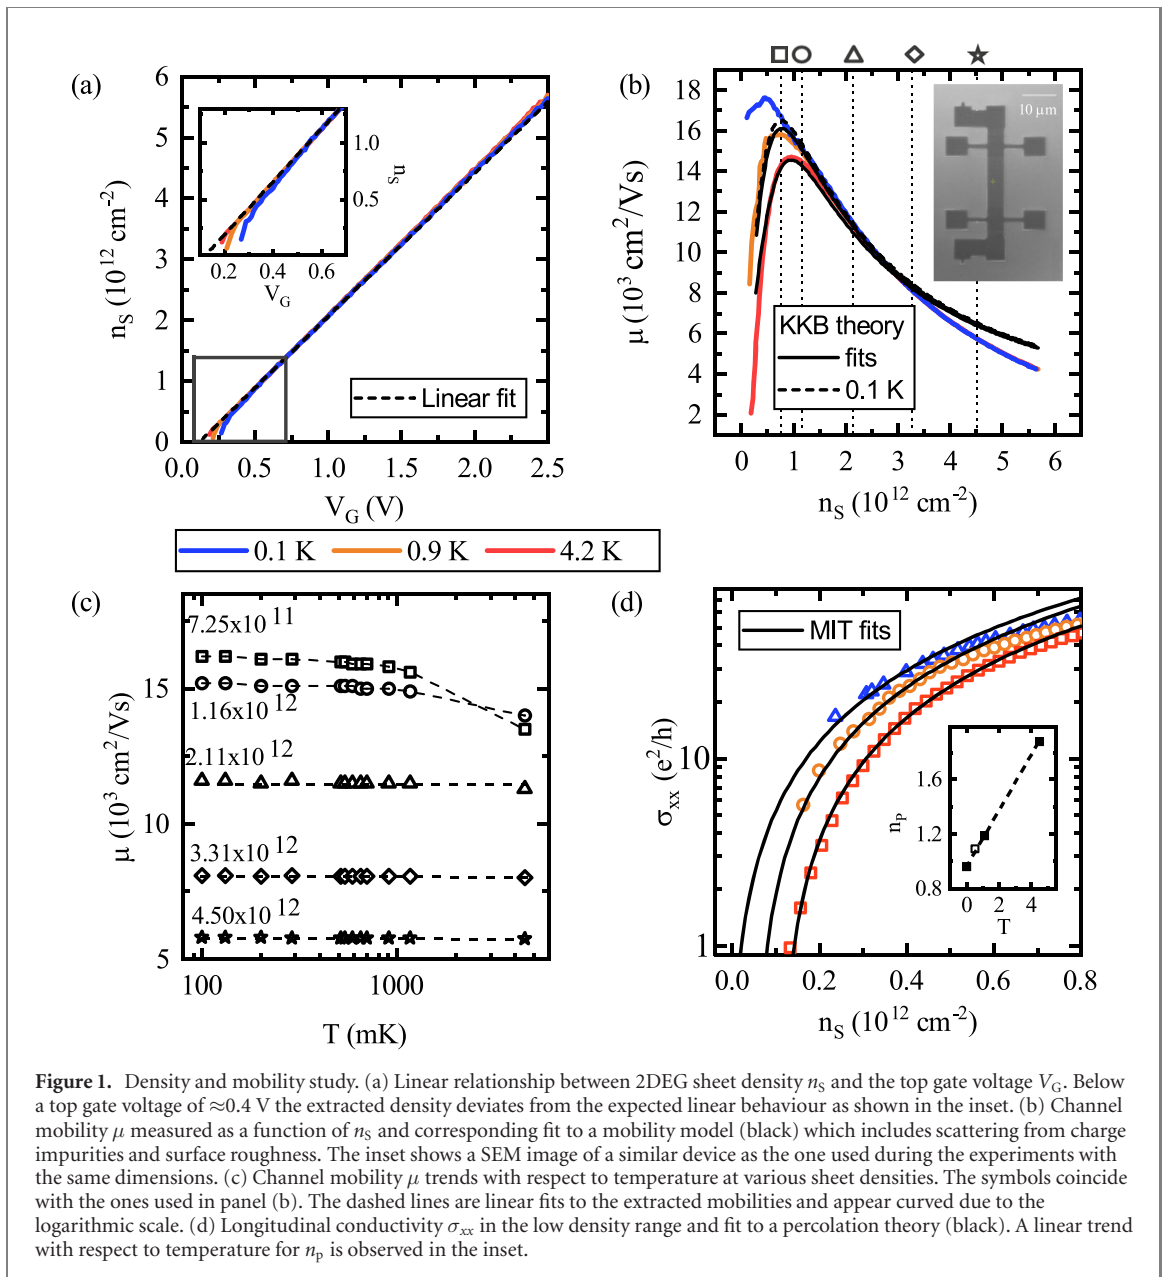 (a)
6
5
4
3
2
1
0
n_S (10^12 cm^-2)
0.0 0.5 1.0 1.5 2.0 2.5
V_G (V)
1.0
0.5
n_S
0.2 0.4 0.6
V_G
Linear fit
(b)
18
16
14
12
10
8
6
4
2
μ (10^3 cm^2/Vs)
10 μm
KKB theory
fits
0.1 K
0 1 2 3 4 5 6
n_S (10^12 cm^-2)
0.1 K 0.9 K 4.2 K
(c)
15
10
5
μ (10^3 cm^2/Vs)
7.25x10^11
1.16x10^12
2.11x10^12
3.31x10^12
4.50x10^12
100 1000
T (mK)
(d)
MIT fits
10
1
σ_xx (e^2/h)
1.6
1.2
0.8
n_P
0 2 4
T
0.0 0.2 0.4 0.6 0.8
n_S (10^12 cm^-2)
Figure 1. Density and mobility study. (a) Linear relationship between 2DEG sheet density n_S and the top gate voltage V_G. Below
a top gate voltage of ≈0.4 V the extracted density deviates from the expected linear behaviour as shown in the inset. (b) Channel
mobility μ measured as a function of n_S and corresponding fit to a mobility model (black) which includes scattering from charge
impurities and surface roughness. The inset shows a SEM image of a similar device as the one used during the experiments with
the same dimensions. (c) Channel mobility μ trends with respect to temperature at various sheet densities. The symbols coincide
with the ones used in panel (b). The dashed lines are linear fits to the extracted mobilities and appear curved due to the
logarithmic scale. (d) Longitudinal conductivity σ_xx in the low density range and fit to a percolation theory (black). A linear trend
with respect to temperature for n_p is observed in the inset.